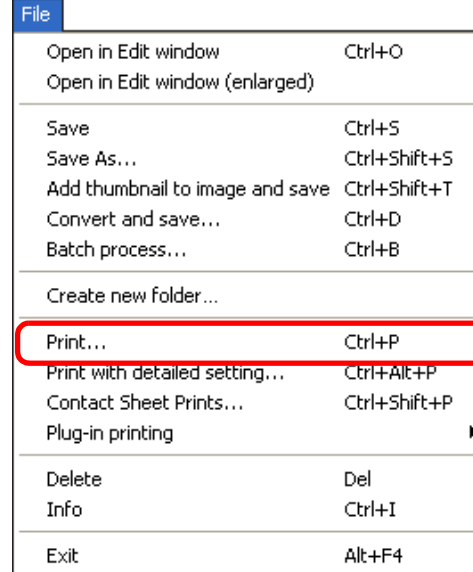 File
Open in Edit window Ctrl+O
Open in Edit window (enlarged)
Save Ctrl+S
Save As... Ctrl+Shift+S
Add thumbnail to image and save Ctrl+Shift+T
Convert and save... Ctrl+D
Batch process... Ctrl+B
Create new folder...
Print... Ctrl+P
Print with detailed setting... Ctrl+Alt+P
Contact Sheet Prints... Ctrl+Shift+P
Plug-in printing
Delete Del
Info Ctrl+I
Exit Alt+F4